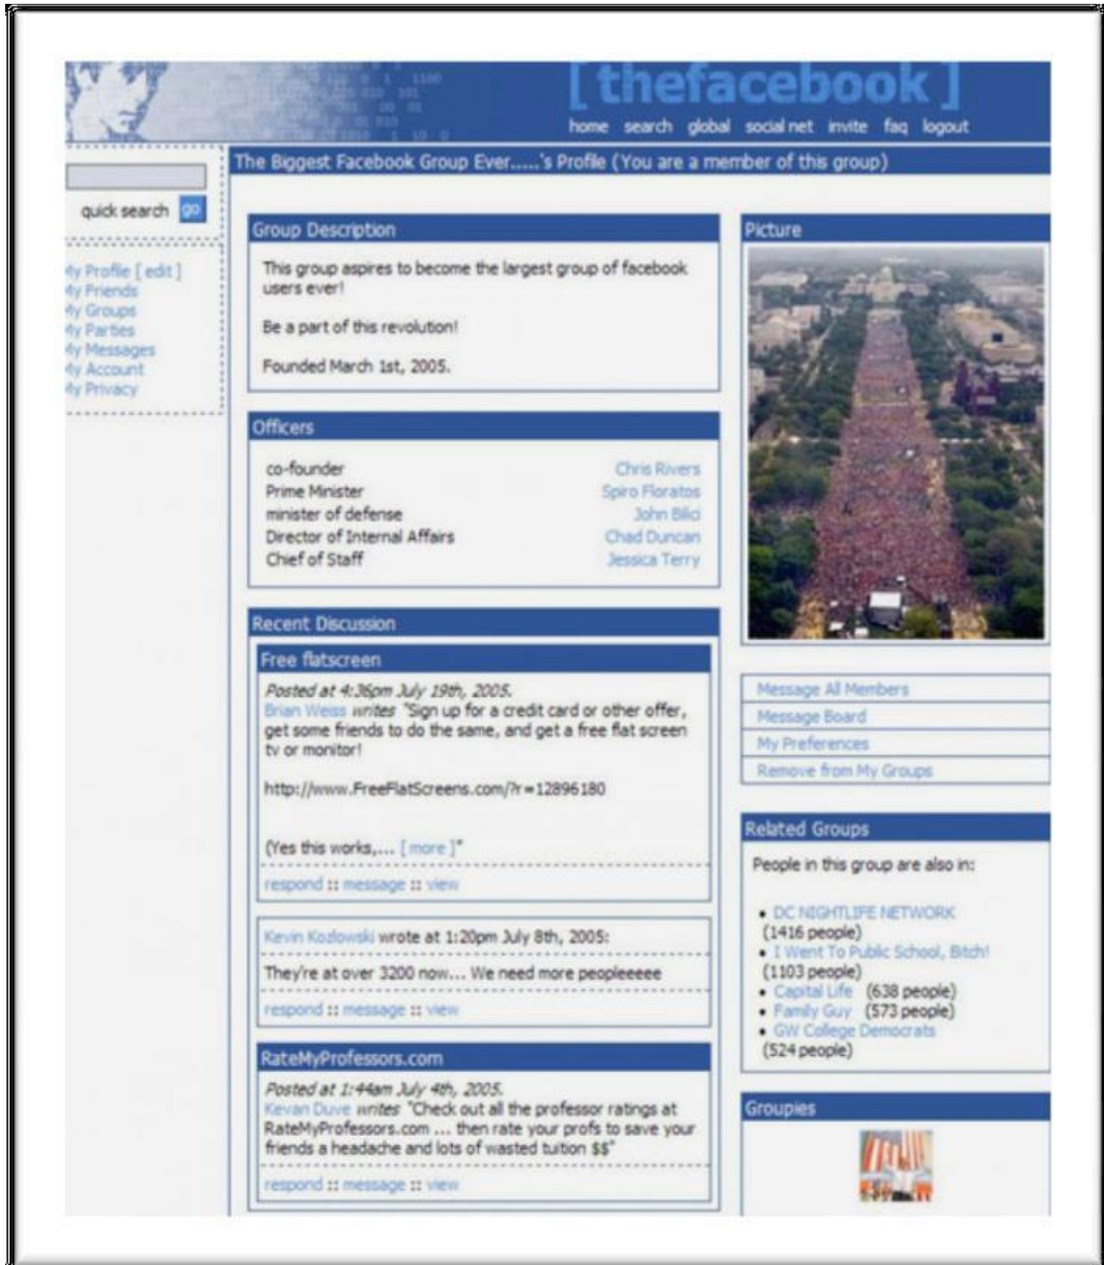 [ thefacebook ]
home search global social net invite faq logout
quick search go
My Profile [ edit ]
My Friends
My Groups
My Parties
My Messages
My Account
My Privacy
The Biggest Facebook Group Ever.....'s Profile (You are a member of this group)
Group Description
This group aspires to become the largest group of facebook
users ever!
Be a part of this revolution!
Founded March 1st, 2005.
Officers
co-founder Chris Rivers
Prime Minister Spiro Floratos
minister of defense John Bilici
Director of Internal Affairs Chad Duncan
Chief of Staff Jessica Terry
Recent Discussion
Free flatscreen
Posted at 4:36pm July 19th, 2005.
Brian Weiss writes "Sign up for a credit card or other offer,
get some friends to do the same, and get a free flat screen
tv or monitor!
http://www.FreeFlatScreens.com/?r=12896180
(Yes this works,... [ more ]"
respond :: message :: view
Kevin Kozlowski wrote at 1:20pm July 8th, 2005:
They're at over 3200 now... We need more peopleeeee
respond :: message :: view
RateMyProfessors.com
Posted at 1:44am July 4th, 2005.
Kevan Duve writes "Check out all the professor ratings at
RateMyProfessors.com ... then rate your profs to save your
friends a headache and lots of wasted tuition $$"
respond :: message :: view
Picture
Message All Members
Message Board
My Preferences
Remove from My Groups
Related Groups
People in this group are also in:
• DC NIGHTLIFE NETWORK
(1416 people)
• I Went To Public School, Bitch!
(1103 people)
• Capital Life (638 people)
• Family Guy (573 people)
• GW College Democrats
(524 people)
Groupies